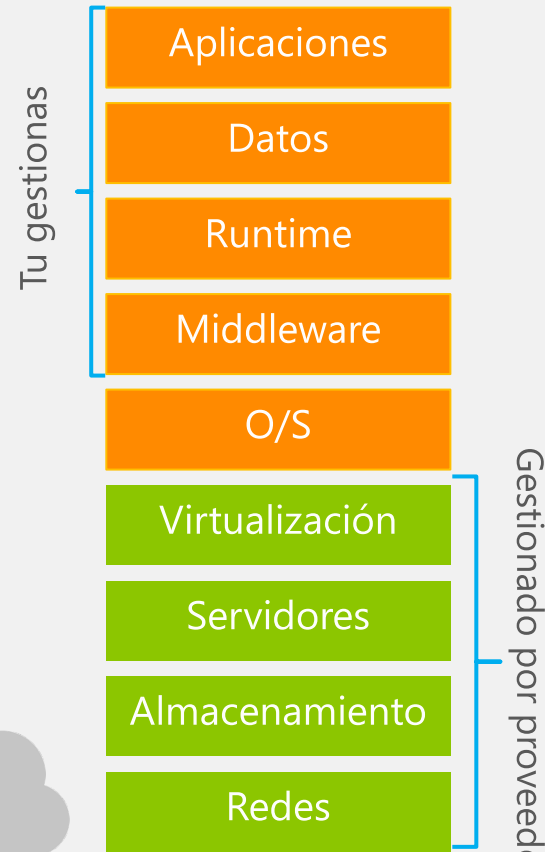 Tu gestionas
Aplicaciones
Datos
Runtime
Middleware
O/S
Virtualización
Servidores
Almacenamiento
Redes
Gestionado por